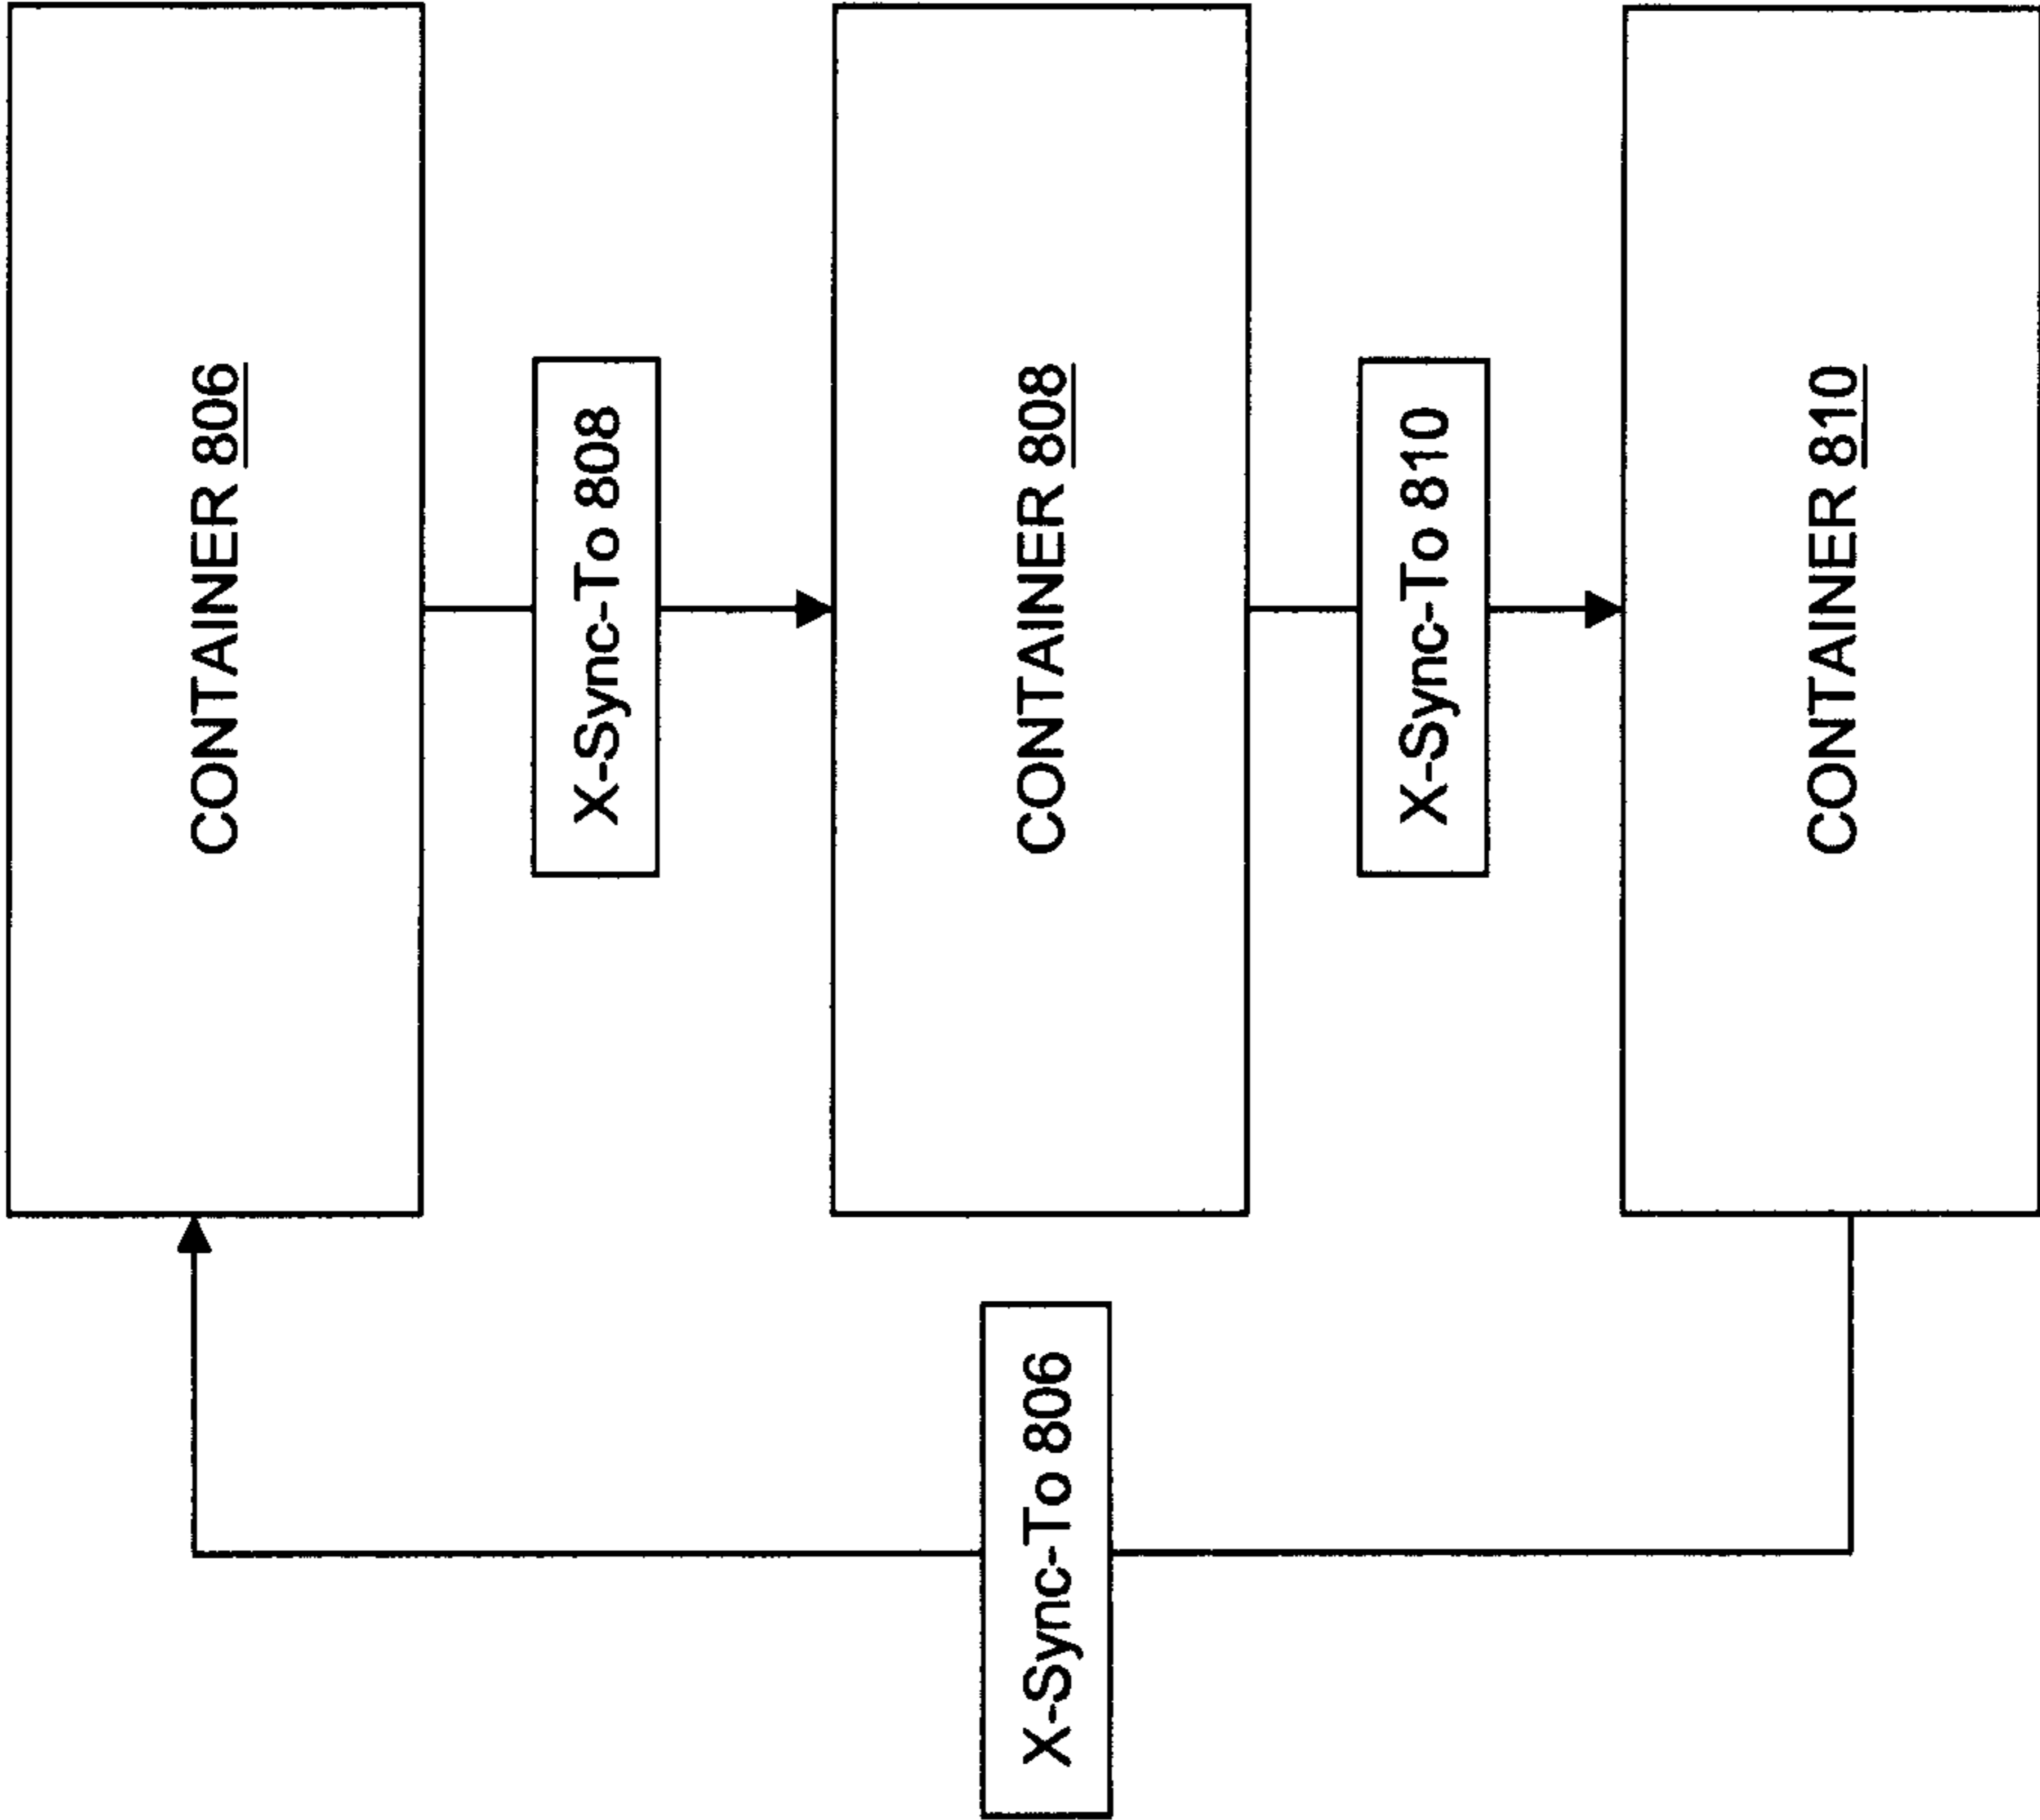 CONTAINER 806
X-Sync-To 808
CONTAINER 808
X-Sync-To 810
CONTAINER 810
X-Sync-To 806